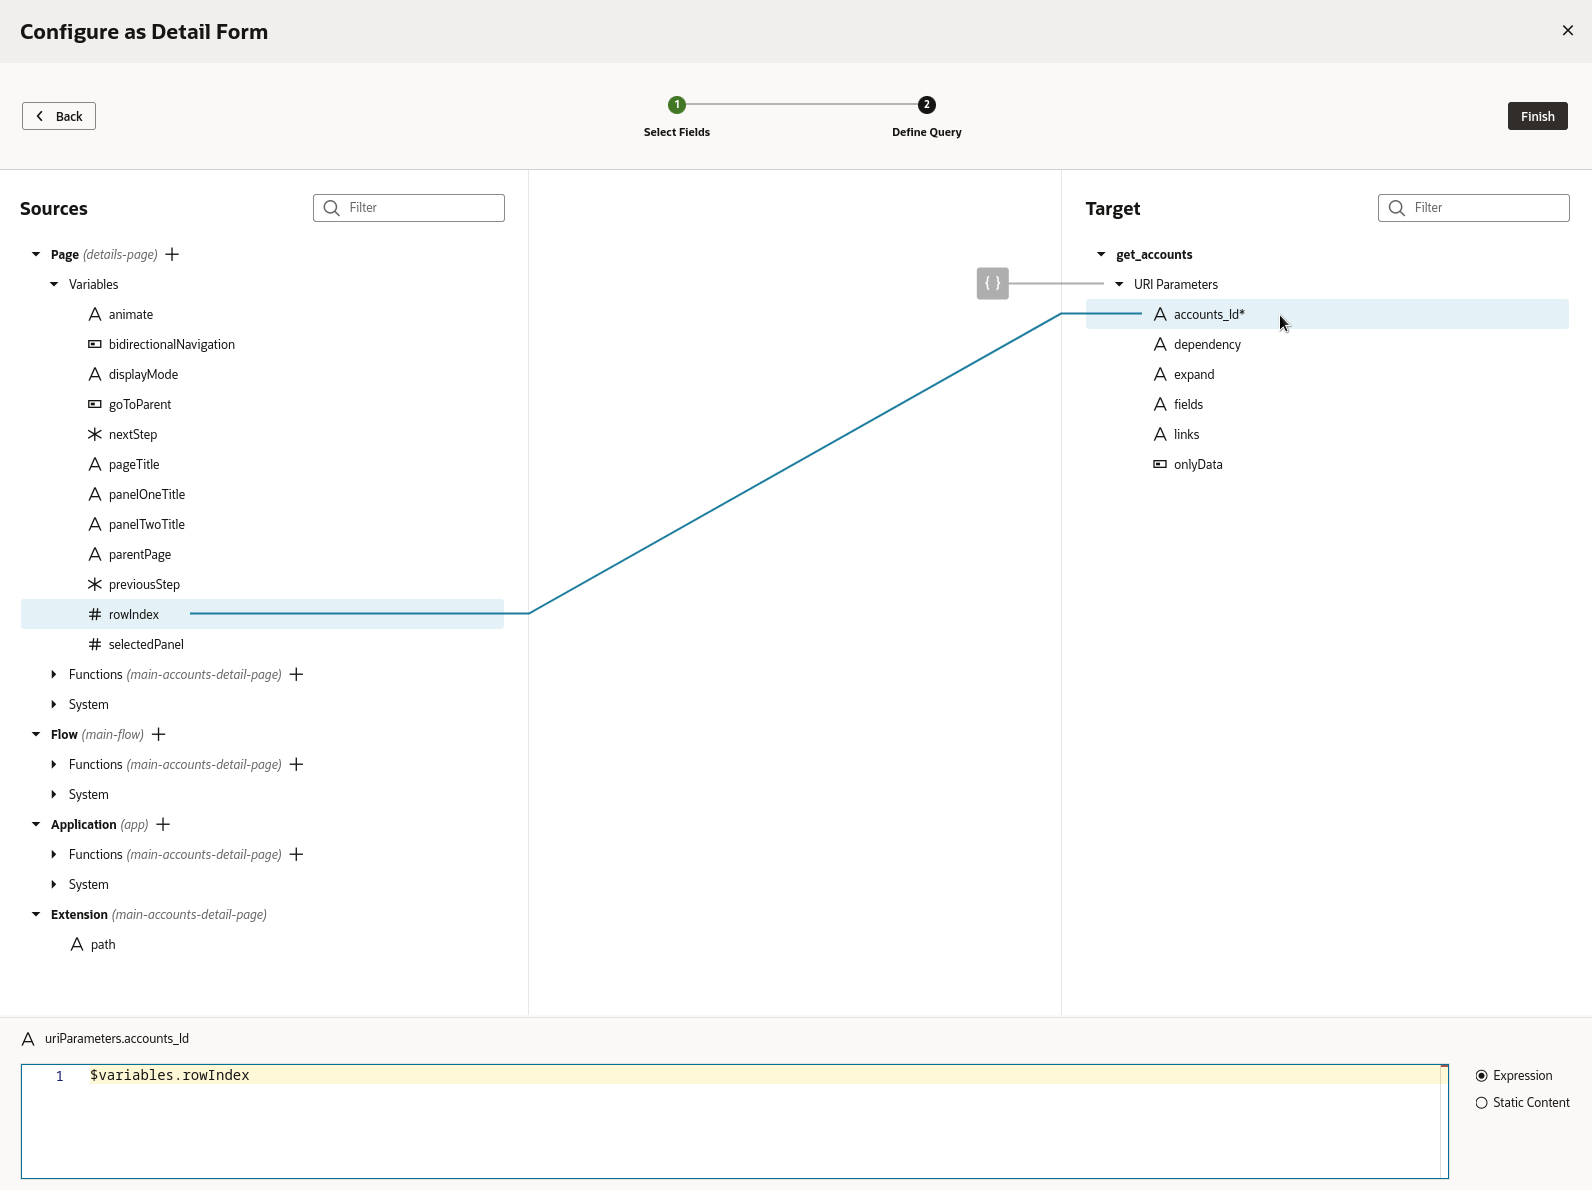 Configure as Detail Form
Back
1
Select Fields
2
Define Query
Finish
Sources
Filter
Page (details-page)
Variables
animate
bidirectionalNavigation
displayMode
goToParent
nextStep
pageTitle
panelOneTitle
panelTwoTitle
parentPage
previousStep
rowIndex
selectedPanel
Functions (main-accounts-detail-page)
System
Flow (main-flow)
Functions (main-accounts-detail-page)
System
Application (app)
Functions (main-accounts-detail-page)
System
Extension (main-accounts-detail-page)
path
{ }
Target
Filter
get_accounts
URI Parameters
accounts_Id*
dependency
expand
fields
links
onlyData
uriParameters.accounts_Id
1 $variables.rowIndex
Expression
Static Content